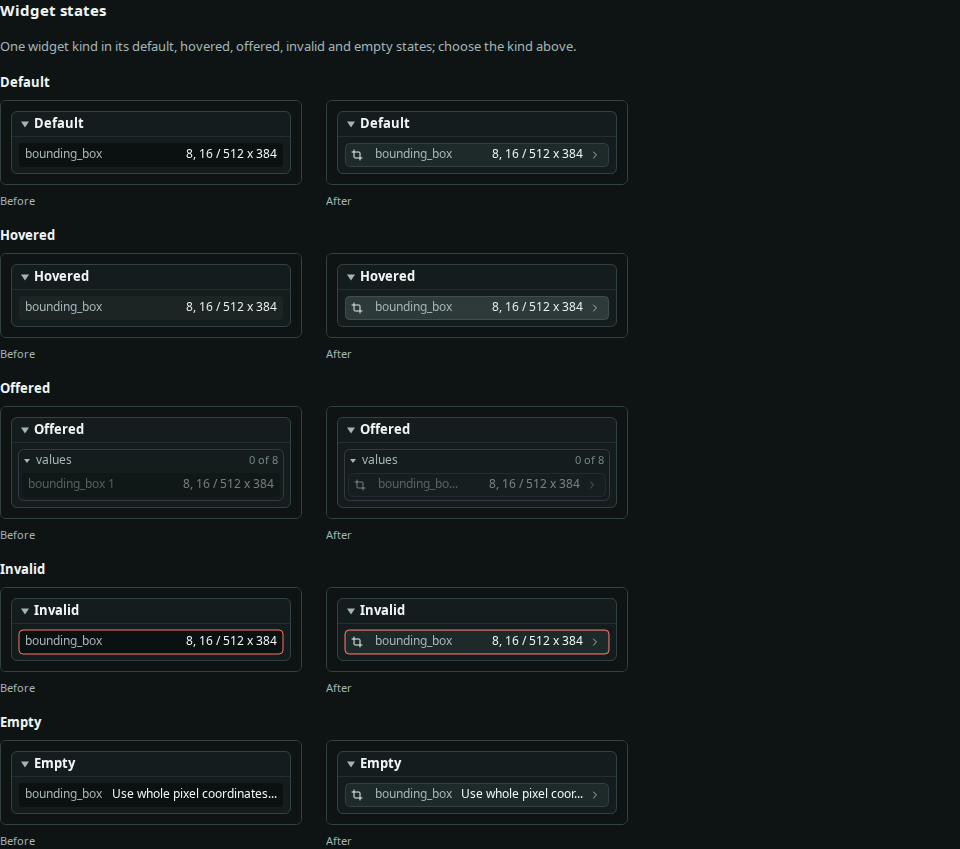 Widget states
One widget kind in its default, hovered, offered, invalid and empty states; choose the kind above.
Default
Default
bounding_box 8, 16 / 512 x 384
Before
Default
bounding_box 8, 16 / 512 x 384
After
Hovered
Hovered
bounding_box 8, 16 / 512 x 384
Before
Hovered
bounding_box 8, 16 / 512 x 384
After
Offered
Offered
values 0 of 8
bounding_box 1 8, 16 / 512 x 384
Before
Offered
values 0 of 8
bounding_bo... 8, 16 / 512 x 384
After
Invalid
Invalid
bounding_box 8, 16 / 512 x 384
Before
Invalid
bounding_box 8, 16 / 512 x 384
After
Empty
Empty
bounding_box Use whole pixel coordinates...
Before
Empty
bounding_box Use whole pixel coor...
After